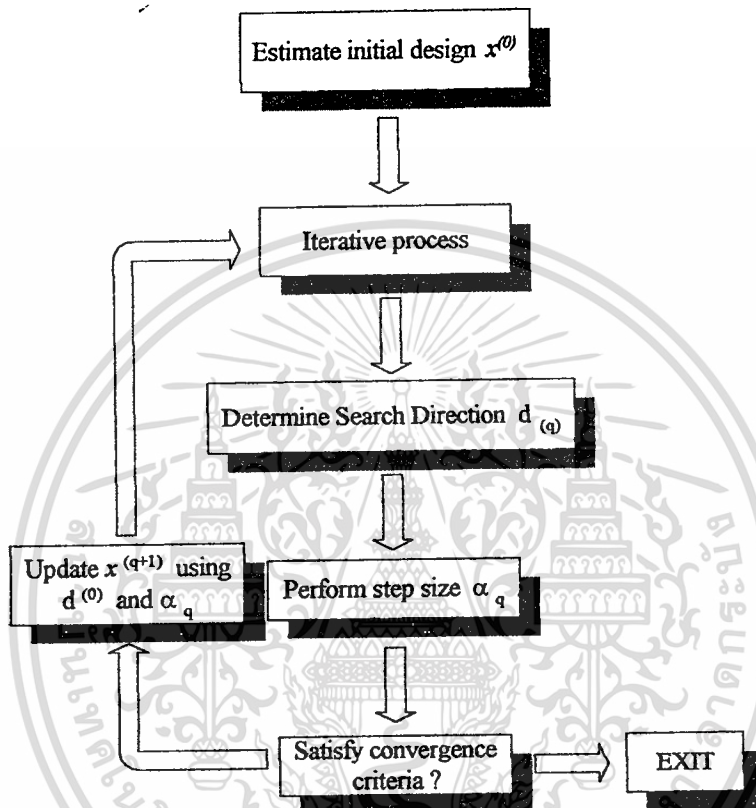 Estimate initial design x^(0)
Iterative process
Determine Search Direction d_(q)
Update x^(q+1) using
d^(0) and α_q
Perform step size α_q
Satisfy convergence
criteria ?
EXIT